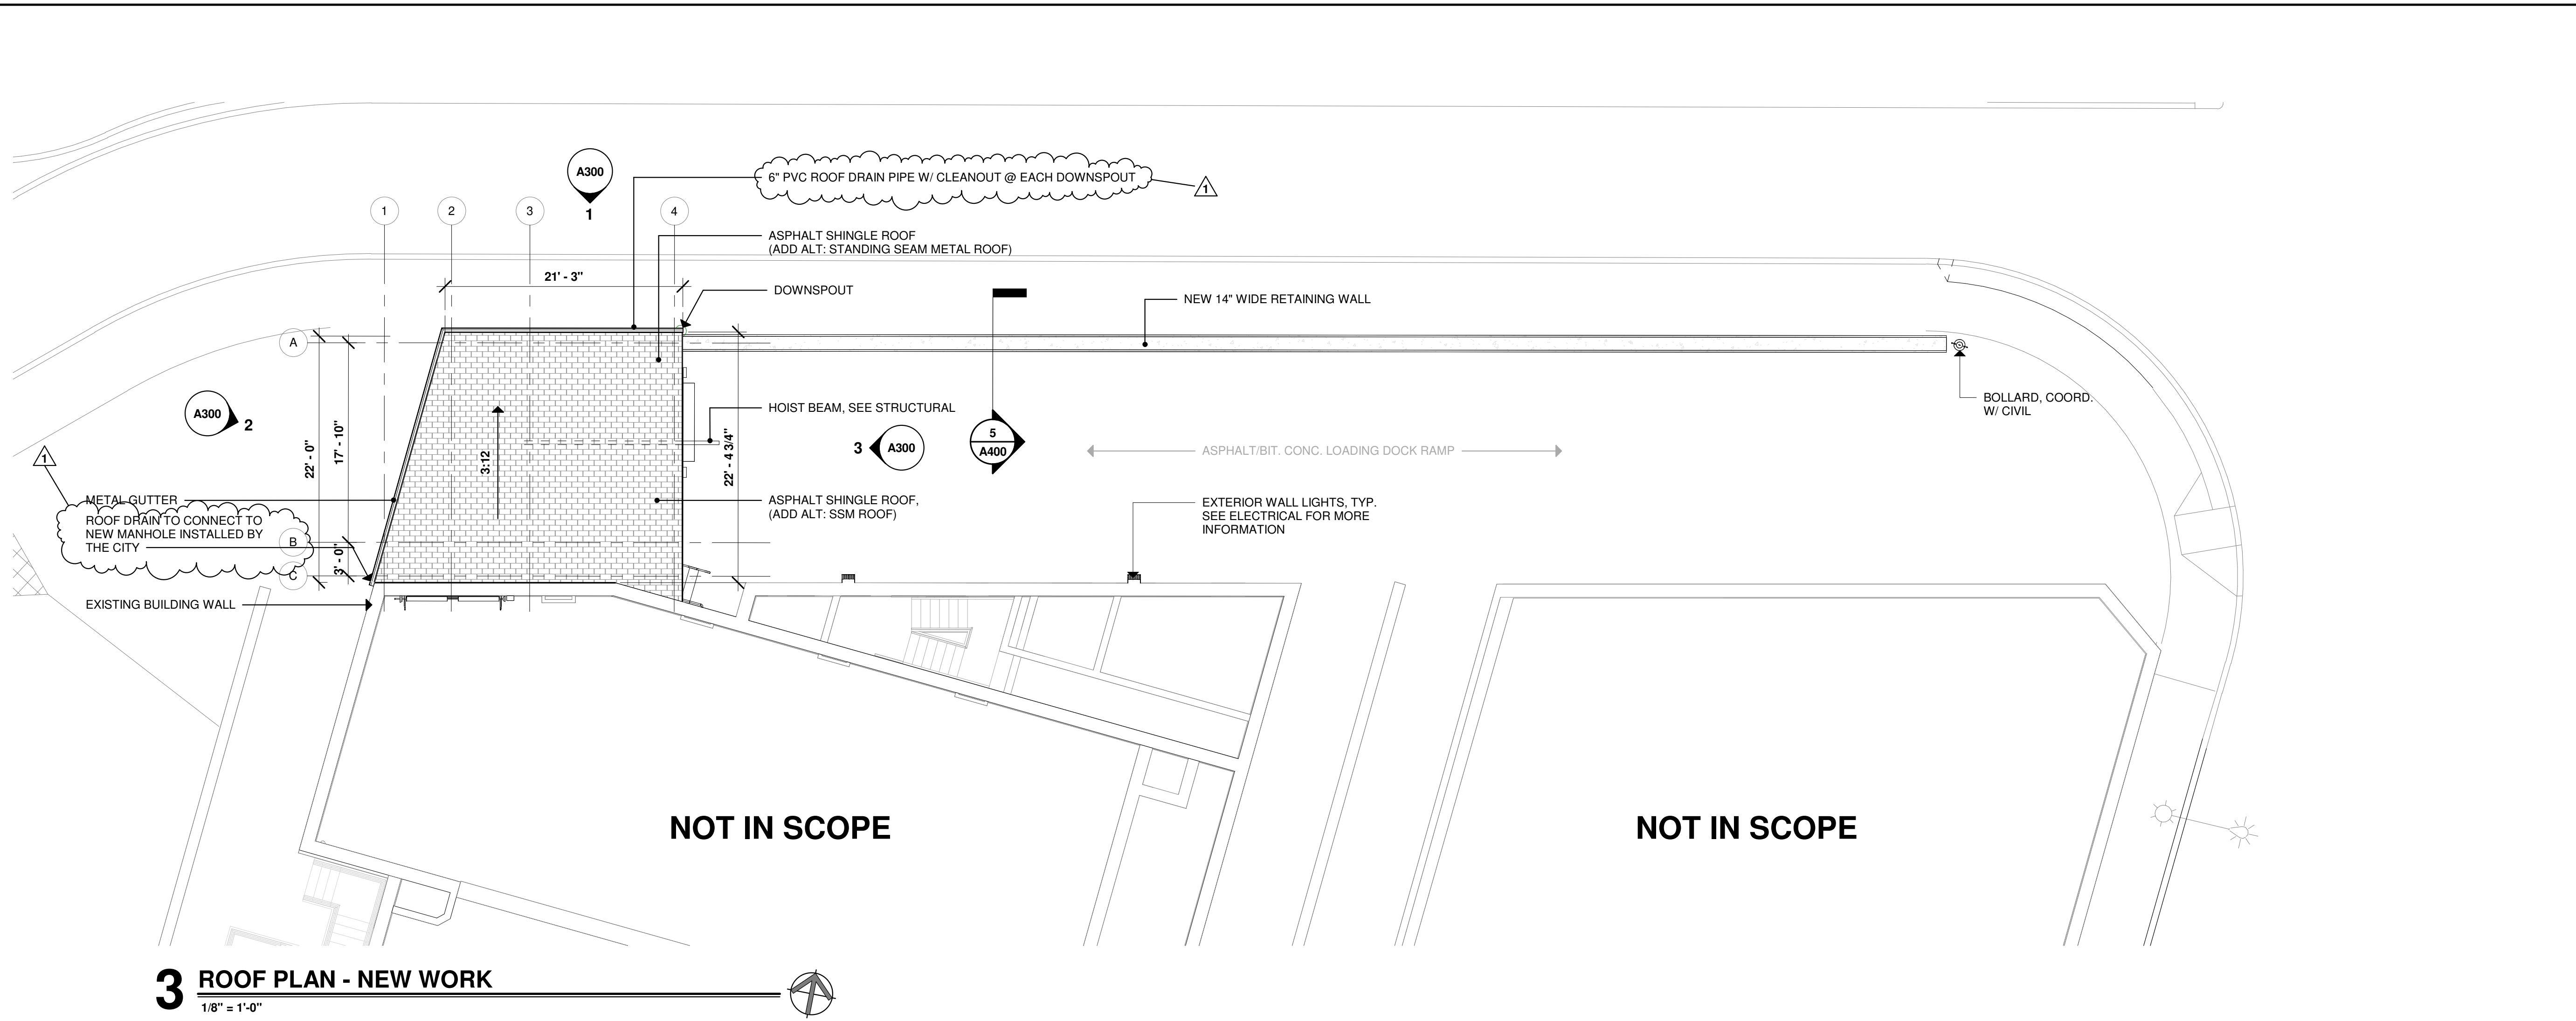 A300
1
6" PVC ROOF DRAIN PIPE W/ CLEANOUT @ EACH DOWNSPOUT
1
1
2
3
4
ASPHALT SHINGLE ROOF
(ADD ALT: STANDING SEAM METAL ROOF)
21' - 3"
DOWNSPOUT
NEW 14" WIDE RETAINING WALL
A
BOLLARD, COORD.
W/ CIVIL
A300
2
HOIST BEAM, SEE STRUCTURAL
3
A300
5
A400
ASPHALT/BIT. CONC. LOADING DOCK RAMP
22' - 0"
17' - 10"
3:12
22' - 4 3/4"
1
METAL GUTTER
ROOF DRAIN TO CONNECT TO
NEW MANHOLE INSTALLED BY
THE CITY
B
3' - 0"
C
ASPHALT SHINGLE ROOF,
(ADD ALT: SSM ROOF)
EXTERIOR WALL LIGHTS, TYP.
SEE ELECTRICAL FOR MORE
INFORMATION
EXISTING BUILDING WALL
NOT IN SCOPE
NOT IN SCOPE
3
ROOF PLAN - NEW WORK
1/8" = 1'-0"